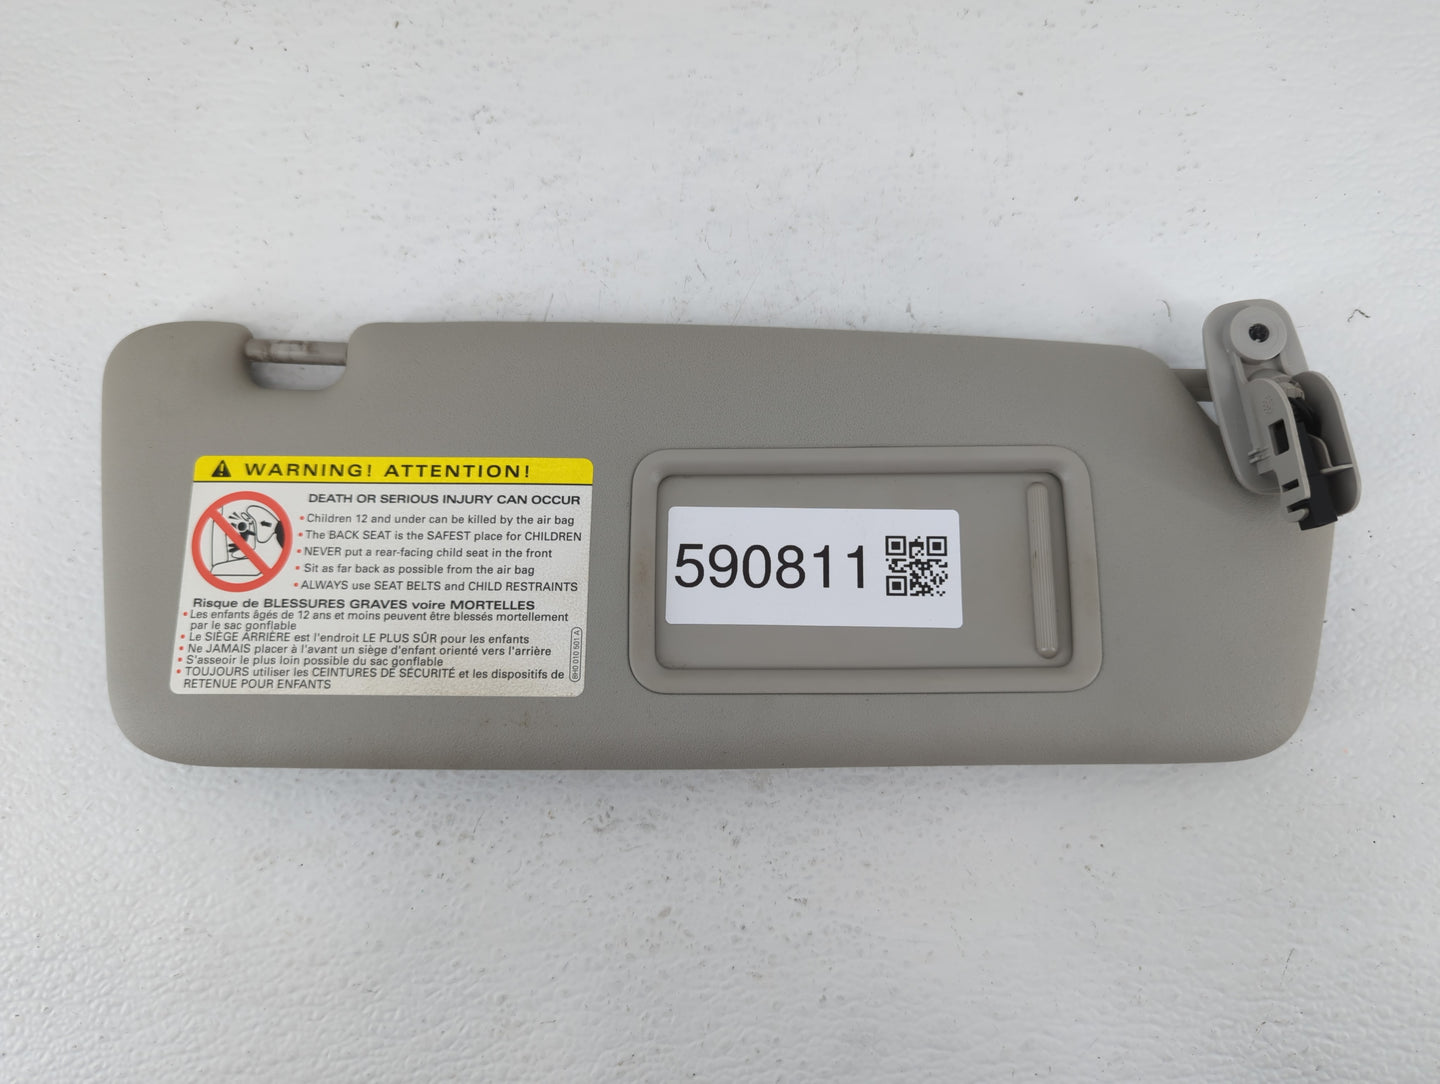 WARNING! ATTENTION!
DEATH OR SERIOUS INJURY CAN OCCUR
• Children 12 and under can be killed by the air bag
• The BACK SEAT is the SAFEST place for CHILDREN
• NEVER put a rear-facing child seat in the front
• Sit as far back as possible from the air bag
• ALWAYS use SEAT BELTS and CHILD RESTRAINTS
Risque de BLESSURES GRAVES voire MORTELLES
• Les enfants âgés de 12 ans et moins peuvent être blessés mortellement
par le sac gonflable
• Le SIÈGE ARRIÈRE est l'endroit LE PLUS SÛR pour les enfants
• Ne JAMAIS placer à l'avant un siège d'enfant orienté vers l'arrière
• S'asseoir le plus loin possible du sac gonflable
• TOUJOURS utiliser les CEINTURES DE SÉCURITÉ et les dispositifs de
RETENUE POUR ENFANTS
8H0 010 501 A
590811